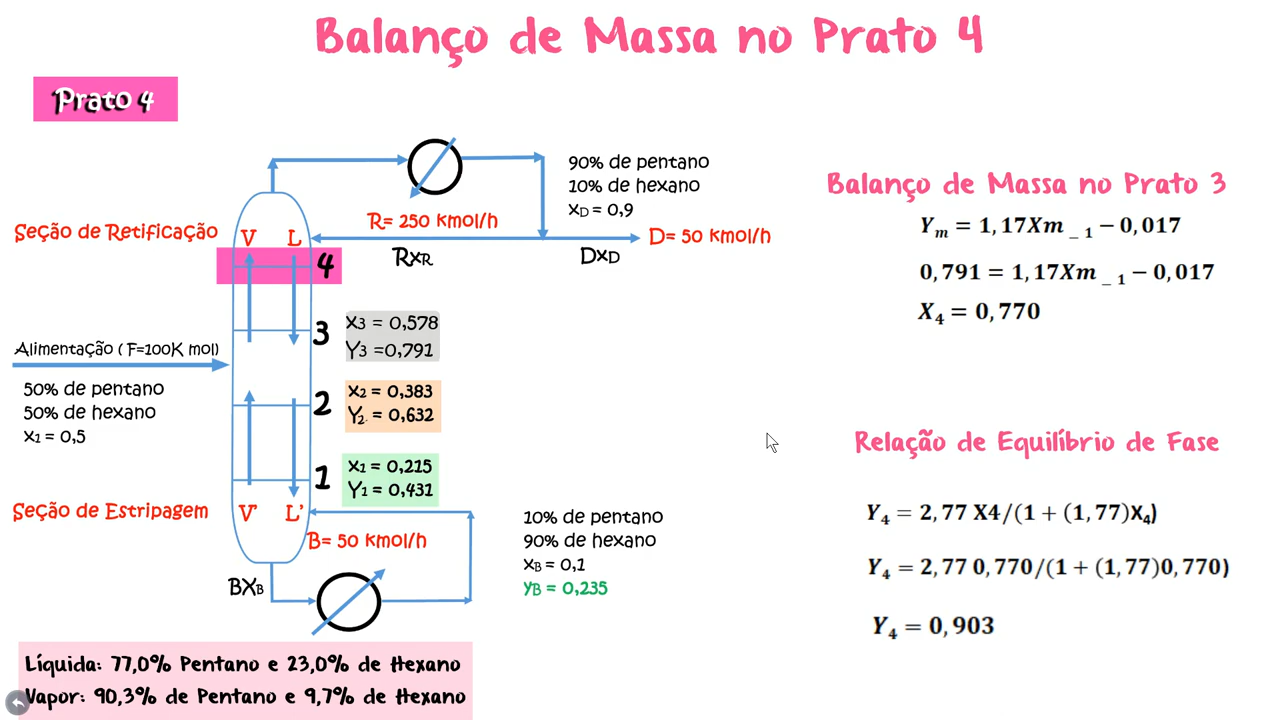 Balanço de Massa no Prato 4
Prato 4
90% de pentano
10% de hexano
xD = 0,9
R= 250 kmol/h
D= 50 kmol/h
RxR
DxD
Seção de Retificação
V L
4
3
X3 = 0,578
Y3 =0,791
Alimentação ( F=100K mol)
50% de pentano
50% de hexano
x1 = 0,5
2
X2 = 0,383
Y2 = 0,632
1
X1 = 0,215
Y1 = 0,431
Seção de Estripagem
V' L'
B= 50 kmol/h
BXB
10% de pentano
90% de hexano
xB = 0,1
yB = 0,235
Líquida: 77,0% Pentano e 23,0% de Hexano
Vapor: 90,3% de Pentano e 9,7% de Hexano
Balanço de Massa no Prato 3
Ym = 1,17Xm _ 1 − 0,017
0,791 = 1,17Xm _ 1 − 0,017
X4 = 0,770
Relação de Equilíbrio de Fase
Y4 = 2,77 X4/(1 + (1,77)X4)
Y4 = 2,77 0,770/(1 + (1,77)0,770)
Y4 = 0,903